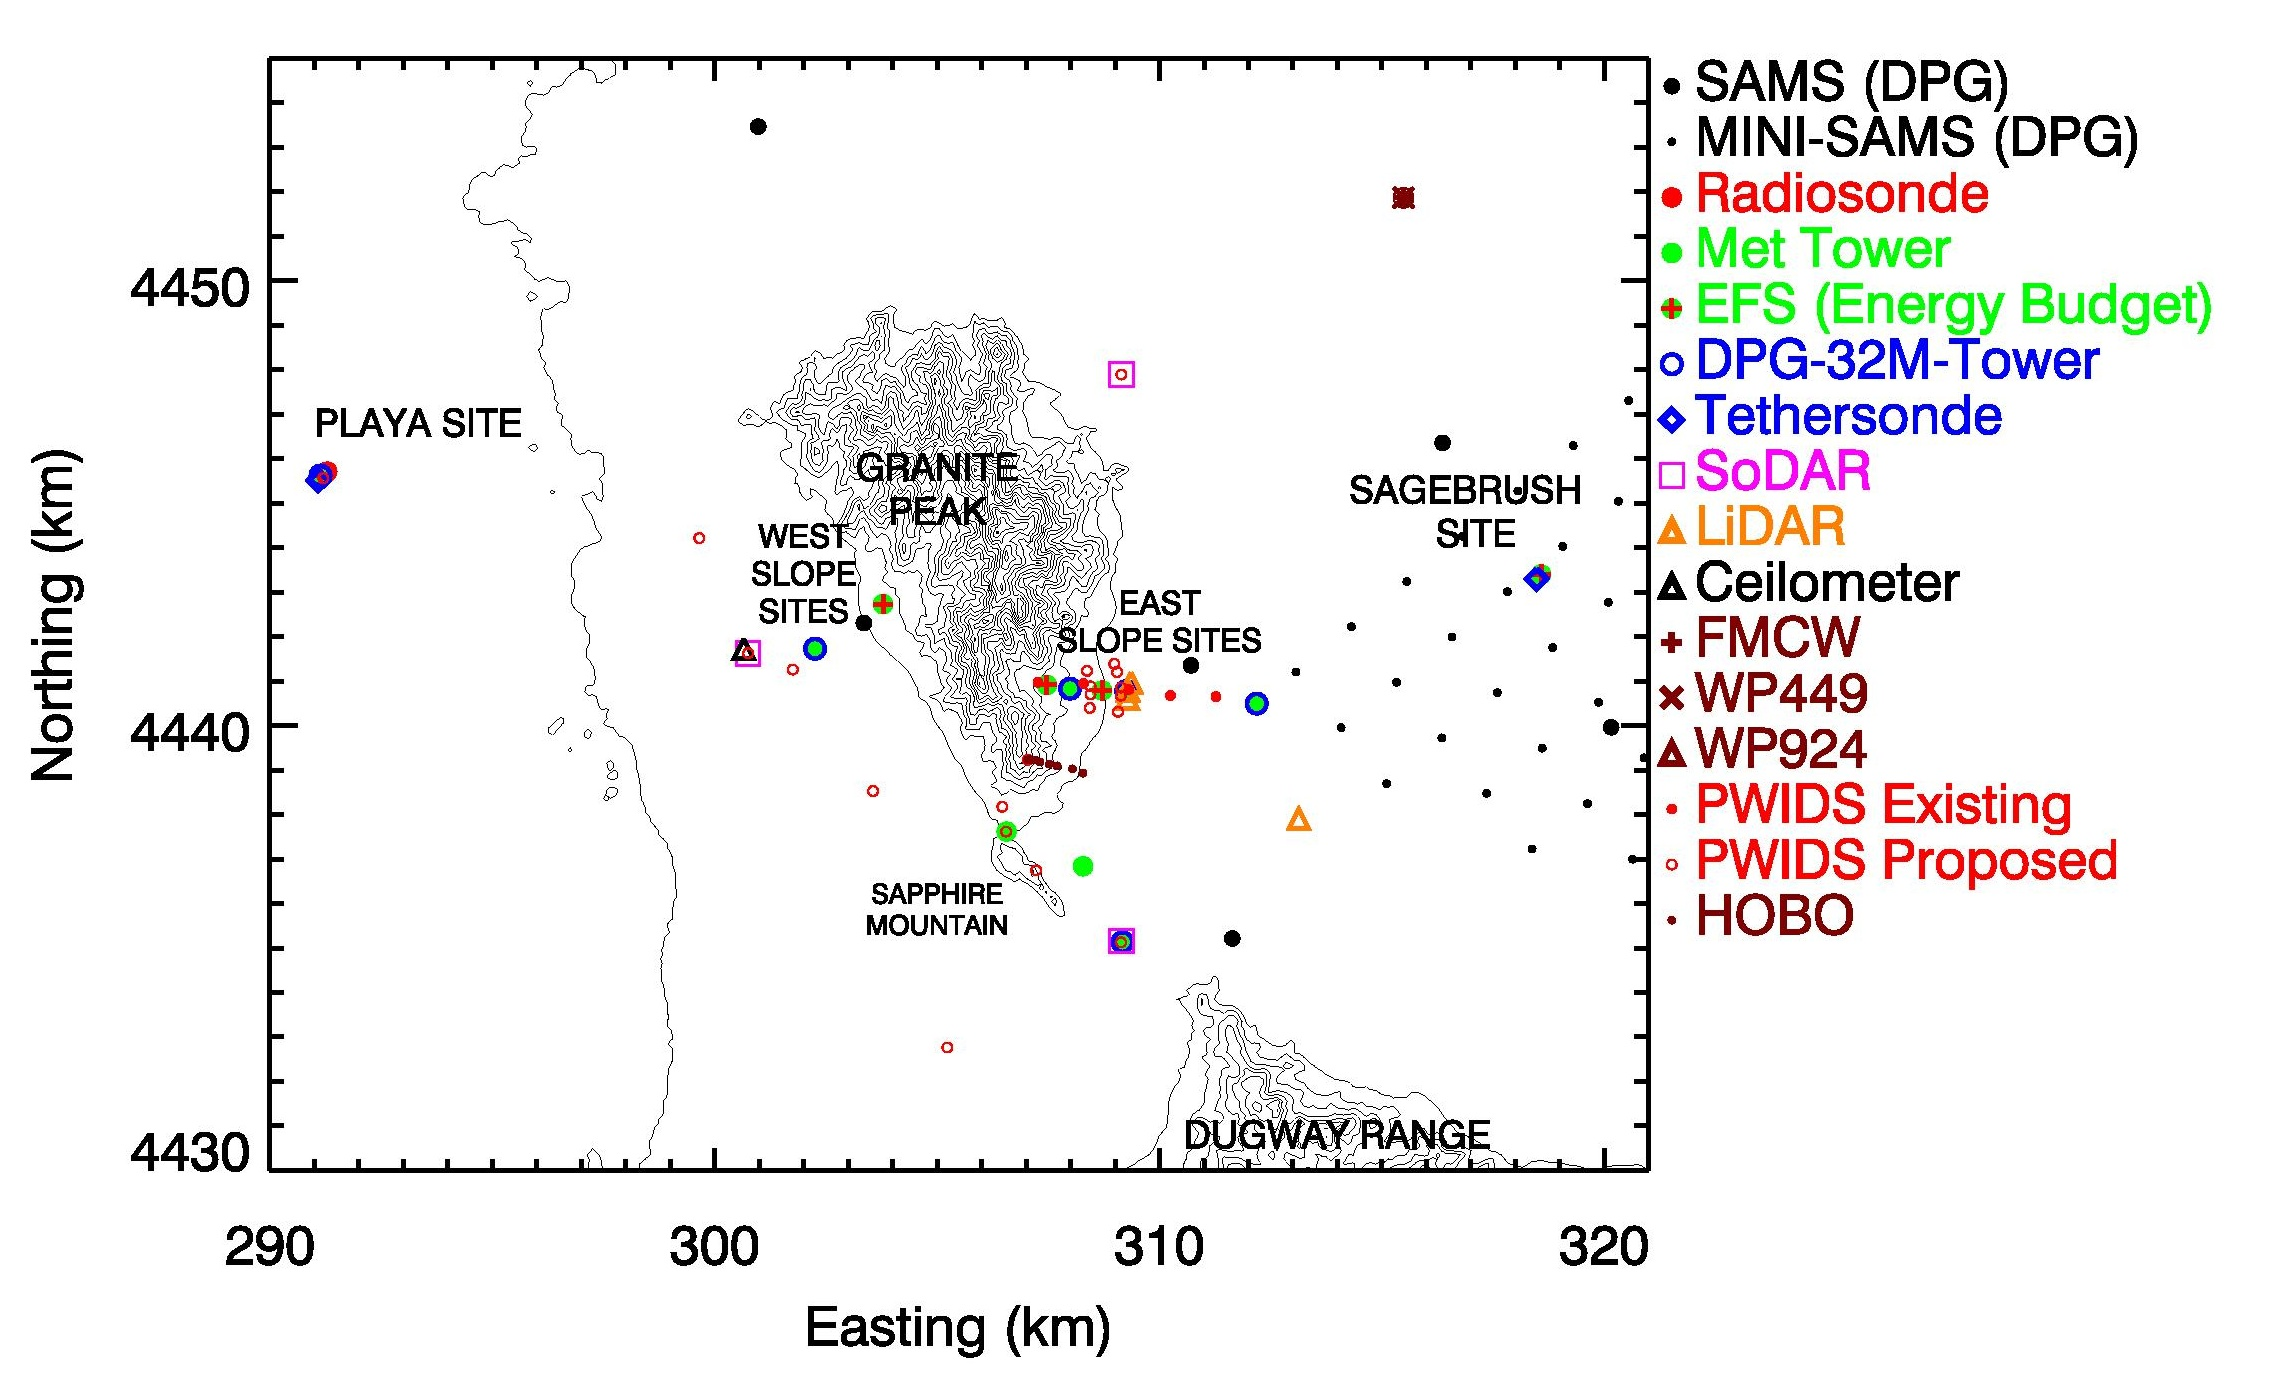 SAMS (DPG)
MINI-SAMS (DPG)
Radiosonde
Met Tower
EFS (Energy Budget)
DPG-32M-Tower
Tethersonde
SoDAR
LiDAR
Ceilometer
FMCW
WP449
WP924
PWIDS Existing
PWIDS Proposed
HOBO
PLAYA SITE
GRANITE
PEAK
WEST
SLOPE
SITES
EAST
SLOPE SITES
SAGEBRUSH
SITE
SAPPHIRE
MOUNTAIN
DUGWAY RANGE
Northing (km)
4450
4440
4430
290 300 310 320
Easting (km)